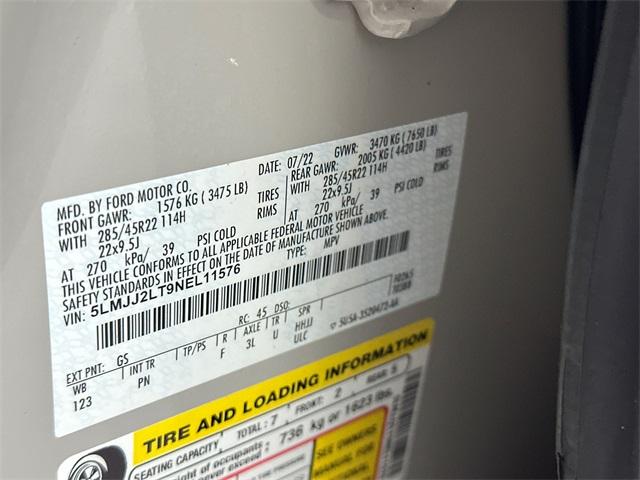 MFD. BY FORD MOTOR CO.
DATE: 07/22 GVWR: 3470 KG ( 7650 LB)
FRONT GAWR: 1576 KG ( 3475 LB) REAR GAWR: 2005 KG ( 4420 LB)
WITH 285/45R22 114H TIRES WITH 285/45R22 114H TIRES
22x9.5J RIMS 22x9.5J RIMS
AT 270 kPa/ 39 PSI COLD AT 270 kPa/ 39 PSI COLD
THIS VEHICLE CONFORMS TO ALL APPLICABLE FEDERAL MOTOR VEHICLE
SAFETY STANDARDS IN EFFECT ON THE DATE OF MANUFACTURE SHOWN ABOVE.
VIN: 5LMJJ2LT9NEL11576 TYPE: MPV
EXT PNT: GS RC: 45 DSO:
WB INT TR TP/PS R AXLE TR SPR
123 PN F 3L U HHJJ
ULC
TIRE AND LOADING INFORMATION
SEATING CAPACITY TOTAL: 7 FRONT: 2 REAR: 5
736 kg or 1623 lbs.
SEE OWNERS
MANUAL FOR